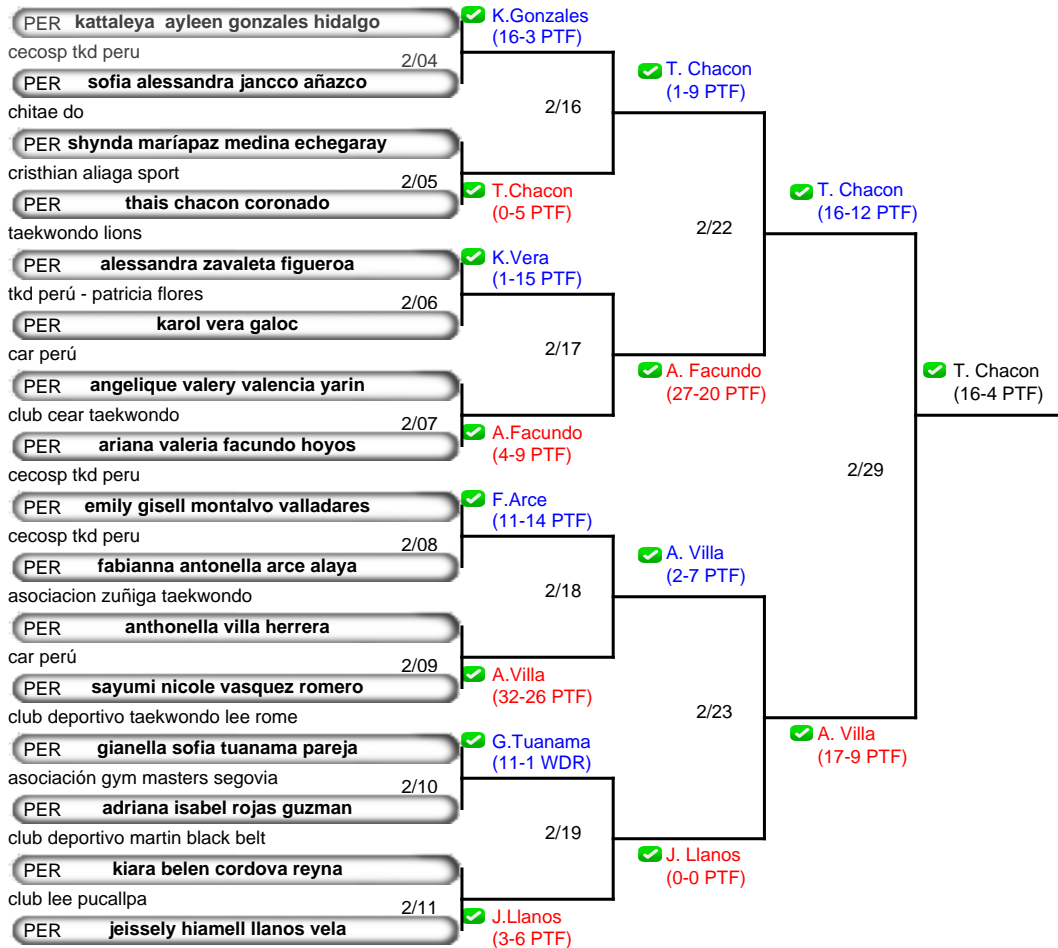 PER kattaleya ayleen gonzales hidalgo
cecosp tkd peru
2/04
PER sofia alessandra jancco añazco
chitae do
PER shynda maríapaz medina echegaray
cristhian aliaga sport
2/05
PER thais chacon coronado
taekwondo lions
PER alessandra zavaleta figueroa
tkd perú - patricia flores
2/06
PER karol vera galoc
car perú
PER angelique valery valencia yarin
club cear taekwondo
2/07
PER ariana valeria facundo hoyos
cecosp tkd peru
PER emily gisell montalvo valladares
cecosp tkd peru
2/08
PER fabianna antonella arce alaya
asociacion zuñiga taekwondo
PER anthonella villa herrera
car perú
2/09
PER sayumi nicole vasquez romero
club deportivo taekwondo lee rome
PER gianella sofia tuanama pareja
asociación gym masters segovia
2/10
PER adriana isabel rojas guzman
club deportivo martin black belt
PER kiara belen cordova reyna
club lee pucallpa
2/11
PER jeissely hiamell llanos vela
K.Gonzales
(16-3 PTF)
2/16
T.Chacon
(0-5 PTF)
K.Vera
(1-15 PTF)
2/17
A.Facundo
(4-9 PTF)
F.Arce
(11-14 PTF)
2/18
A.Villa
(32-26 PTF)
G.Tuanama
(11-1 WDR)
2/19
J.Llanos
(3-6 PTF)
T. Chacon
(1-9 PTF)
2/22
A. Facundo
(27-20 PTF)
A. Villa
(2-7 PTF)
2/23
J. Llanos
(0-0 PTF)
T. Chacon
(16-12 PTF)
2/29
A. Villa
(17-9 PTF)
T. Chacon
(16-4 PTF)